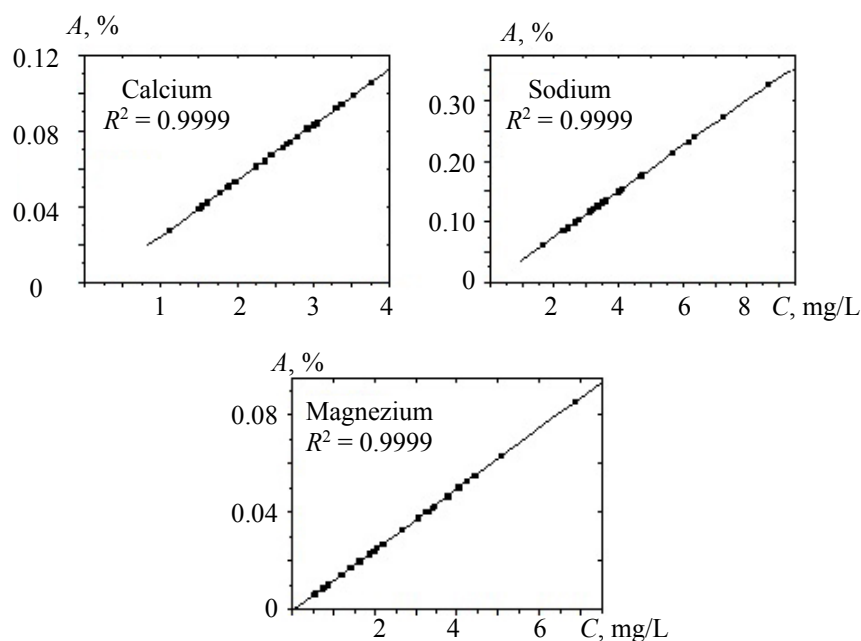 A, %
0.12
0.08
0.04
0
Calcium
R² = 0.9999
1 2 3 4
A, %
0.30
0.20
0.10
0
Sodium
R² = 0.9999
2 4 6 8 C, mg/L
A, %
0.08
0.04
0
Magnezium
R² = 0.9999
2 4 6 C, mg/L